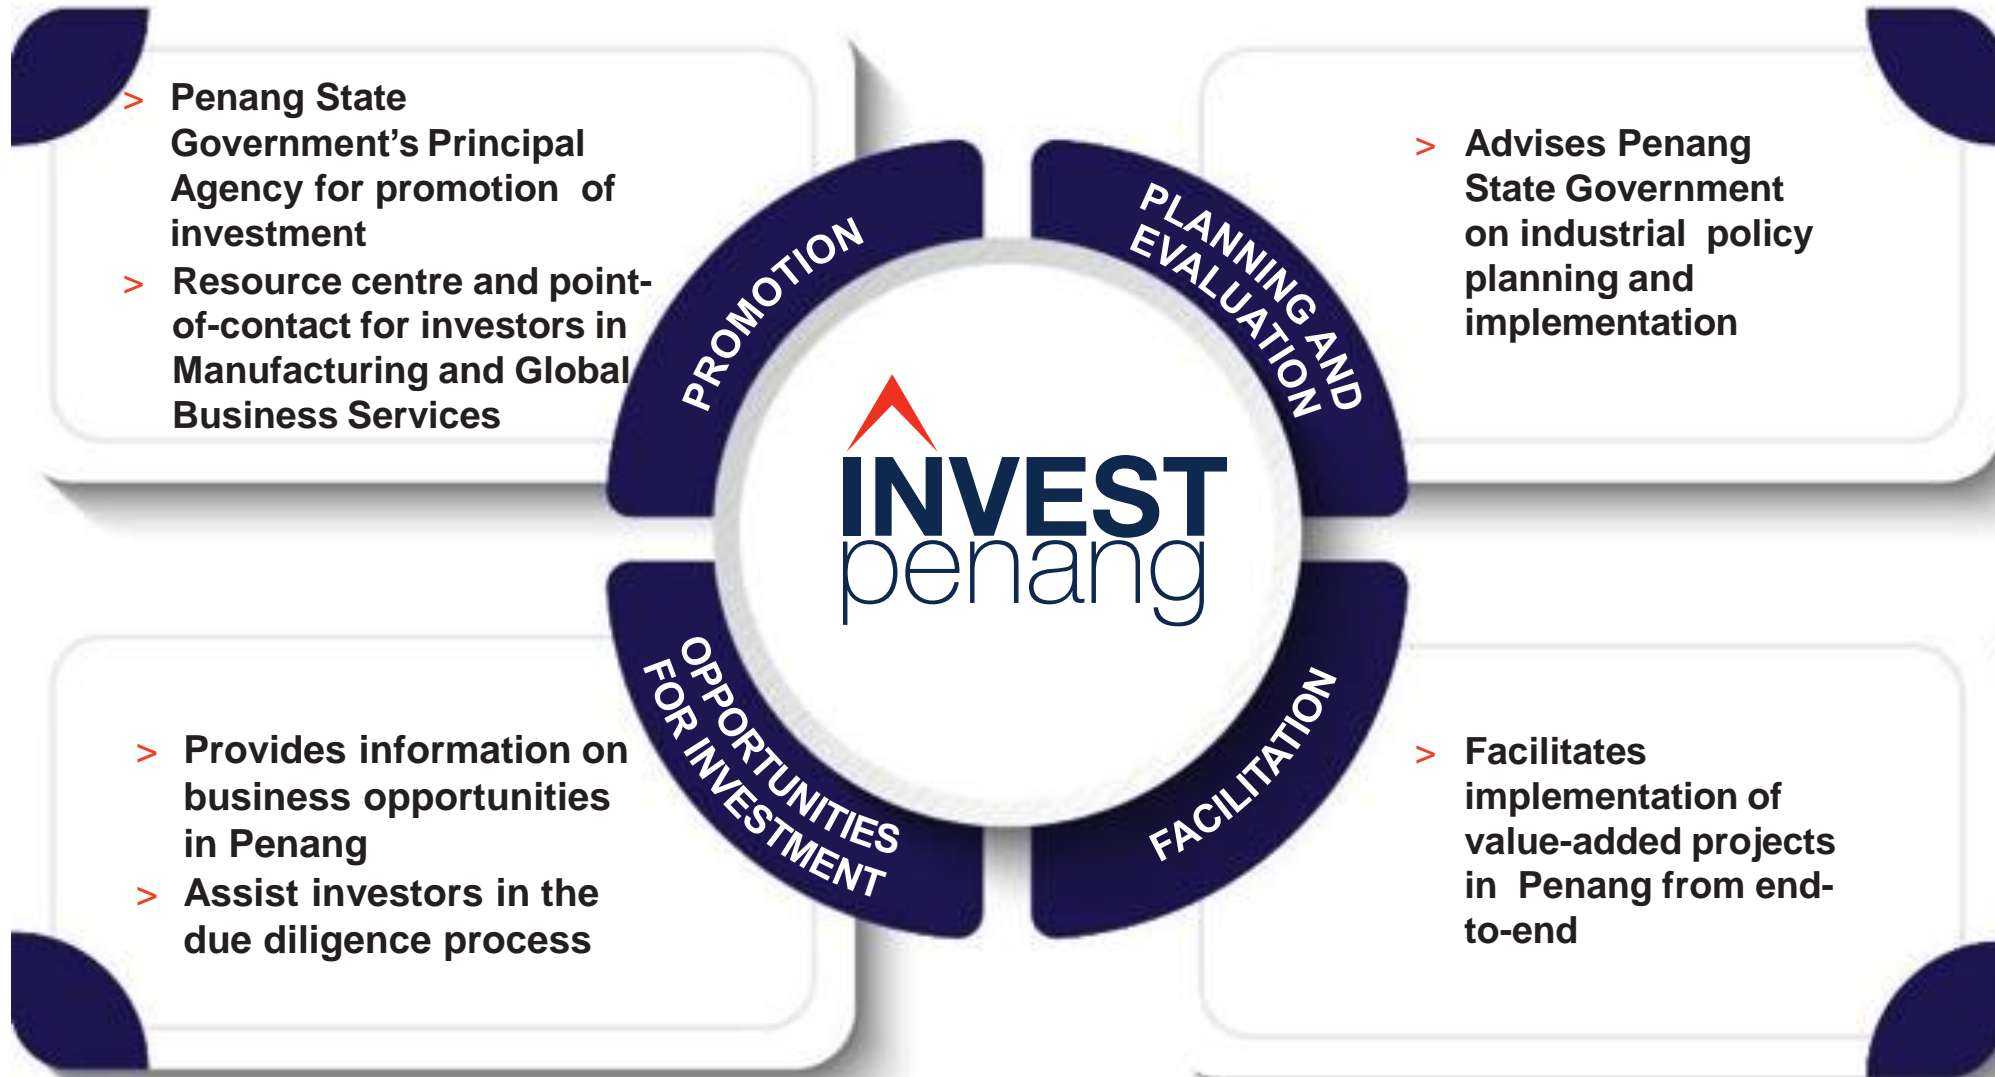 > Penang State
Government’s Principal
Agency for promotion of
investment
> Resource centre and point-
of-contact for investors in
Manufacturing and Global
Business Services
PROMOTION
PLANNING AND
EVALUATION
> Advises Penang
State Government
on industrial policy
planning and
implementation
INVEST
penang
> Provides information on
business opportunities
in Penang
> Assist investors in the
due diligence process
OPPORTUNITIES
FOR INVESTMENT
FACILITATION
> Facilitates
implementation of
value-added projects
in Penang from end-
to-end